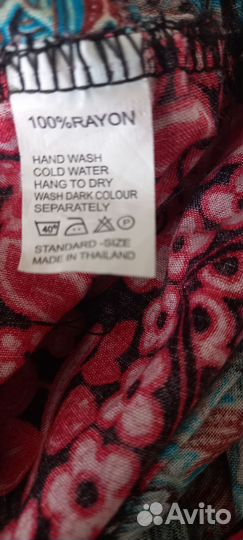 100%RAYON
HAND WASH
COLD WATER
HANG TO DRY
WASH DARK COLOUR
SEPARATELY
40° P
STANDARD -SIZE
MADE IN THAILAND
Avito